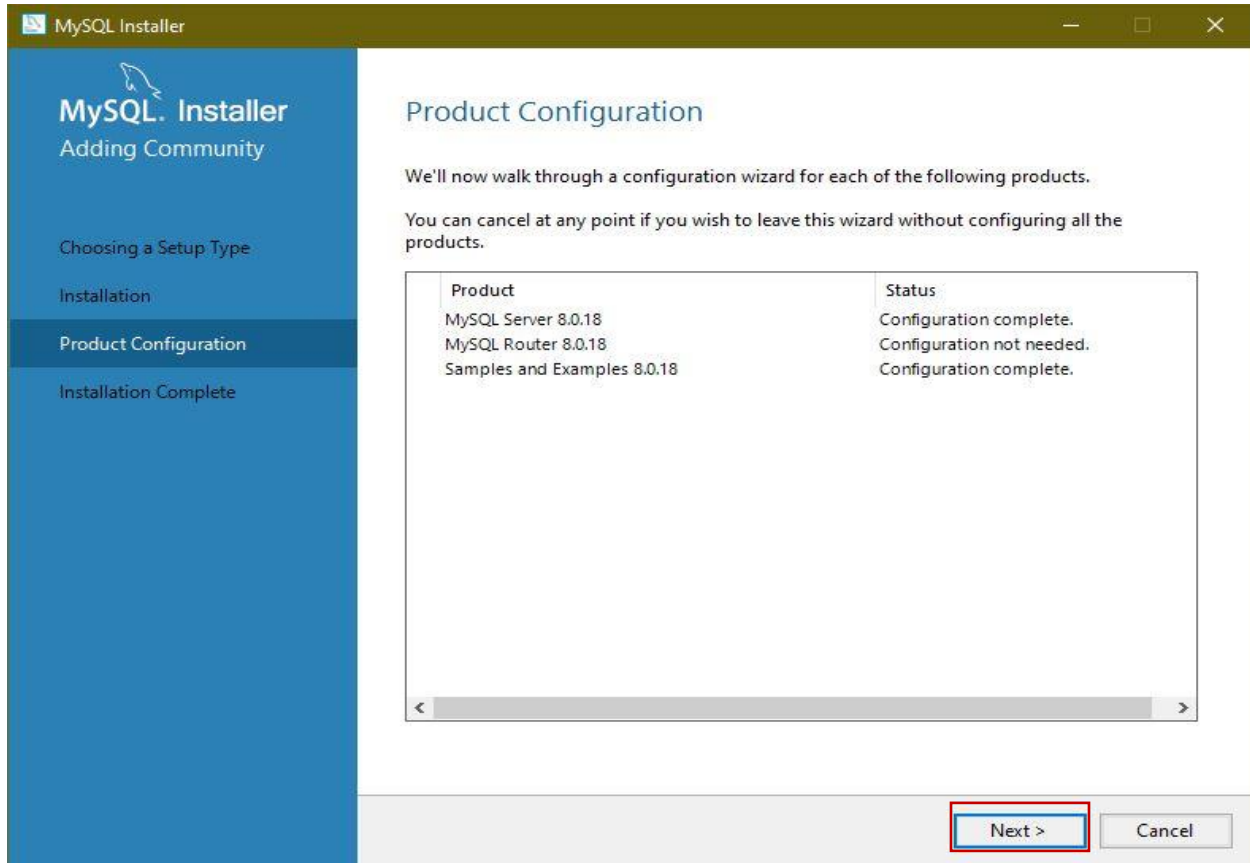 MySQL Installer
MySQL. Installer
Adding Community
Choosing a Setup Type
Installation
Product Configuration
Installation Complete
Product Configuration
We'll now walk through a configuration wizard for each of the following products.
You can cancel at any point if you wish to leave this wizard without configuring all the
products.
Product Status
MySQL Server 8.0.18 Configuration complete.
MySQL Router 8.0.18 Configuration not needed.
Samples and Examples 8.0.18 Configuration complete.
Next > Cancel